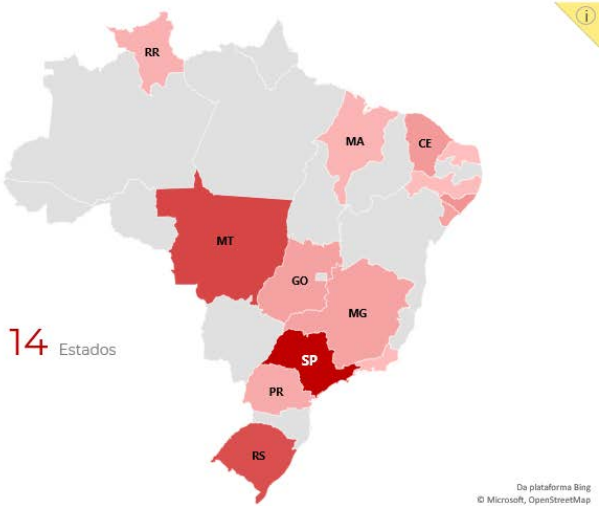 i
RR
MA
CE
MT
GO
MG
14 Estados
SP
PR
RS
Da plataforma Bing
© Microsoft, OpenStreetMap